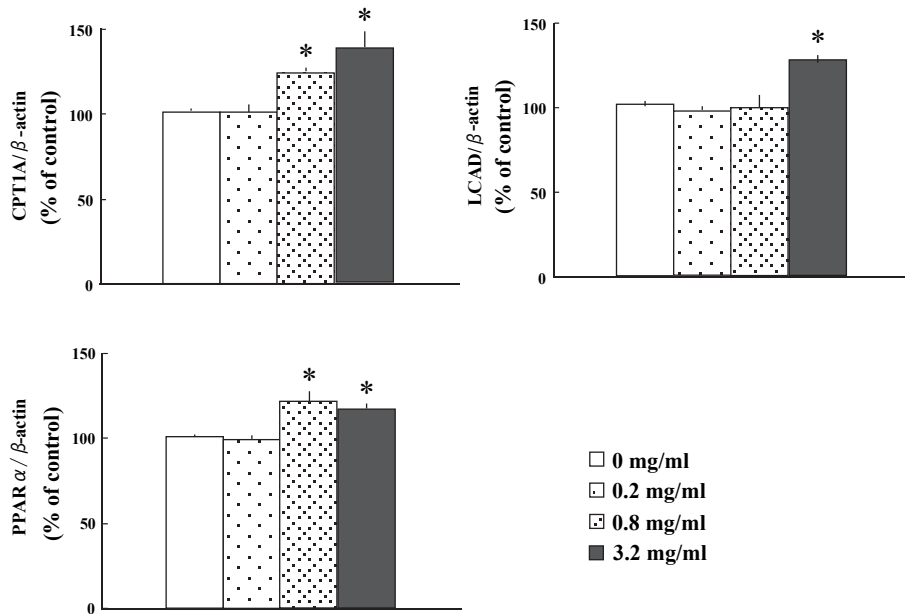 CPT1A/β-actin
(% of control)
150
100
50
0
*
*
LCAD/β-actin
(% of control)
150
100
50
0
*
PPARα/β-actin
(% of control)
150
100
50
0
*
*
0 mg/ml
0.2 mg/ml
0.8 mg/ml
3.2 mg/ml